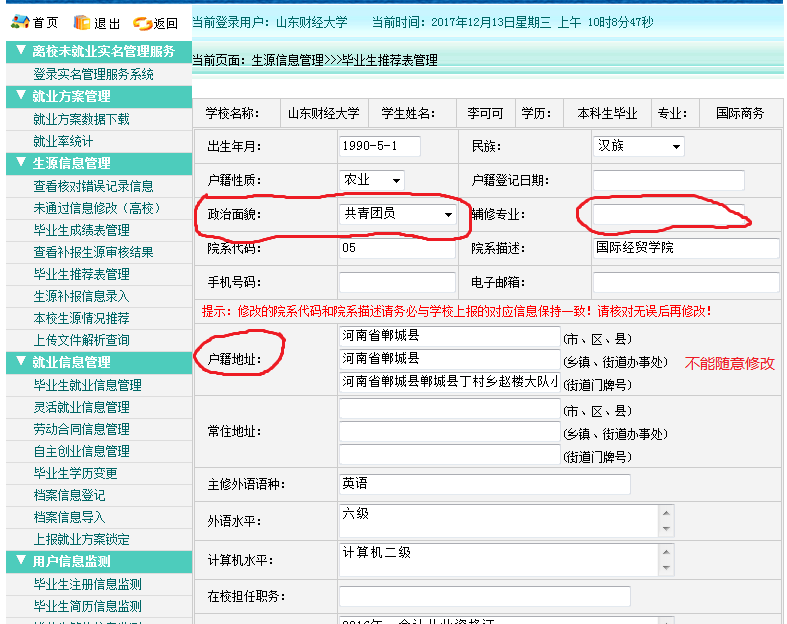 首页 退出 返回
当前登录用户：山东财经大学 当前时间：2017年12月13日星期三 上午 10时8分47秒
当前页面：生源信息管理>>>毕业生推荐表管理
▼ 离校未就业实名管理服务
登录实名管理服务系统
▼ 就业方案管理
就业方案数据下载
就业率统计
▼ 生源信息管理
查看核对错误记录信息
未通过信息修改（高校）
毕业生成绩表管理
查看补报生源审核结果
毕业生推荐表管理
生源补报信息录入
本校生源情况推荐
上传文件解析查询
▼ 就业信息管理
毕业生就业信息管理
灵活就业信息管理
劳动合同信息管理
自主创业信息管理
毕业生学历变更
档案信息登记
档案信息导入
上报就业方案锁定
▼ 用户信息监测
毕业生注册信息监测
毕业生简历信息监测
学校名称： 山东财经大学 学生姓名： 李可可 学历： 本科生毕业 专业： 国际商务
出生年月： 1990-5-1 民族： 汉族
户籍性质： 农业 户籍登记日期：
政治面貌： 共青团员 辅修专业：
院系代码： 05 院系描述： 国际经贸学院
手机号码： 电子邮箱：
提示：修改的院系代码和院系描述请务必与学校上报的对应信息保持一致！请核对无误后再修改！
户籍地址： 河南省郸城县 (市、区、县)
河南省郸城县 (乡镇、街道办事处) 不能随意修改
河南省郸城县郸城县丁村乡赵楼大队小 (街道门牌号)
常住地址： (市、区、县)
(乡镇、街道办事处)
(街道门牌号)
主修外语语种： 英语
外语水平： 六级
计算机水平： 计算机二级
在校担任职务：